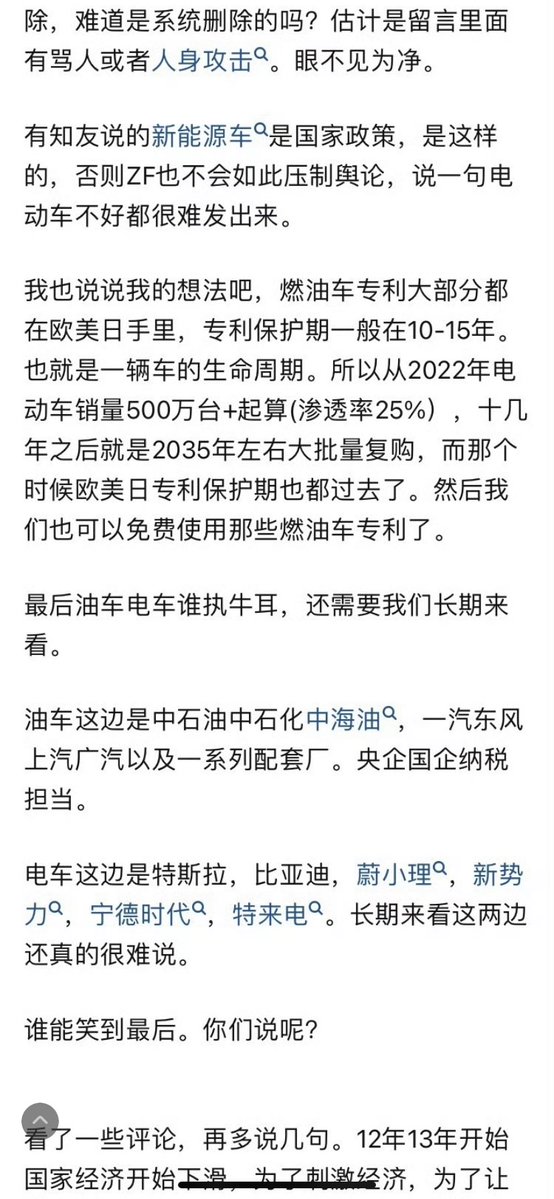 除，难道是系统删除的吗？估计是留言里面
有骂人或者人身攻击。眼不见为净。
有知友说的新能源车是国家政策，是这样
的，否则ZF也不会如此压制舆论，说一句电
动车不好都很难发出来。
我也说说我的想法吧，燃油车专利大部分都
在欧美日手里，专利保护期一般在10-15年。
也就是一辆车的生命周期。所以从2022年电
动车销量500万台+起算(渗透率25%），十几
年之后就是2035年左右大批量复购，而那个
时候欧美日专利保护期也都过去了。然后我
们也可以免费使用那些燃油车专利了。
最后油车电车谁执牛耳，还需要我们长期来
看。
油车这边是中石油中石化中海油，一汽东风
上汽广汽以及一系列配套厂。央企国企纳税
担当。
电车这边是特斯拉，比亚迪，蔚小理，新势
力，宁德时代，特来电。长期来看这两边
还真的很难说。
谁能笑到最后。你们说呢？
看了一些评论，再多说几句。12年13年开始
国家经济开始下滑，为了刺激经济，为了让